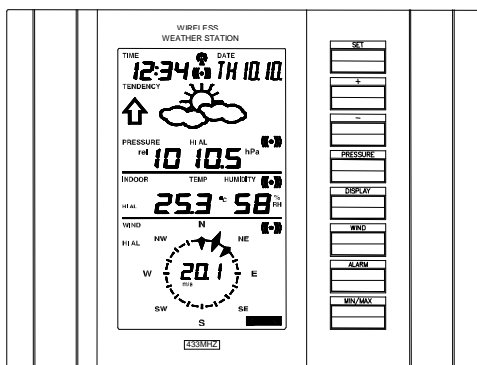 WIRELESS
WEATHER STATION
TIME DATE
12:34 TH 10.10.
TENDENCY
PRESSURE HI AL
rel 1010.5 hPa
INDOOR TEMP HUMIDITY
HI AL 25.3 °C 58 % RH
WIND
HI AL
N
NW NE
W 20.1 E
m/s
SW SE
S
433MHZ
SET
+
-
PRESSURE
DISPLAY
WIND
ALARM
MIN/MAX